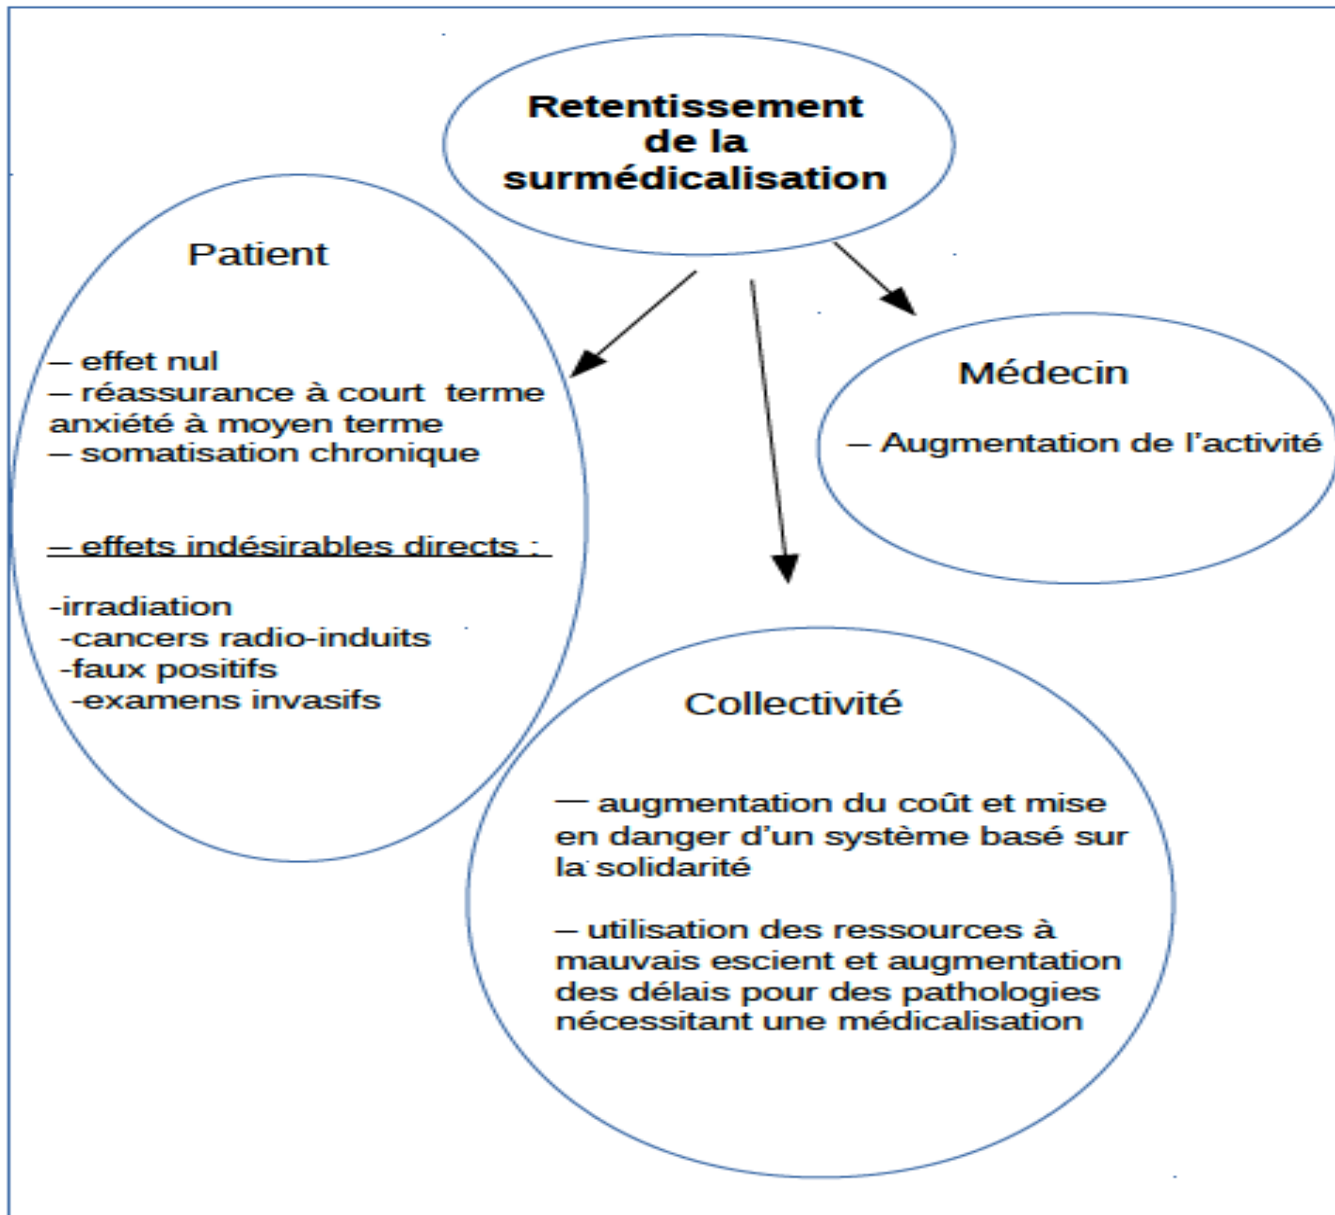 Retentissement
de la
surmédicalisation
Patient
– effet nul
– réassurance à court terme
anxiété à moyen terme
– somatisation chronique
– effets indésirables directs :
-irradiation
-cancers radio-induits
-faux positifs
-examens invasifs
Médecin
– Augmentation de l’activité
Collectivité
— augmentation du coût et mise
en danger d’un système basé sur
la solidarité
– utilisation des ressources à
mauvais escient et augmentation
des délais pour des pathologies
nécessitant une médicalisation